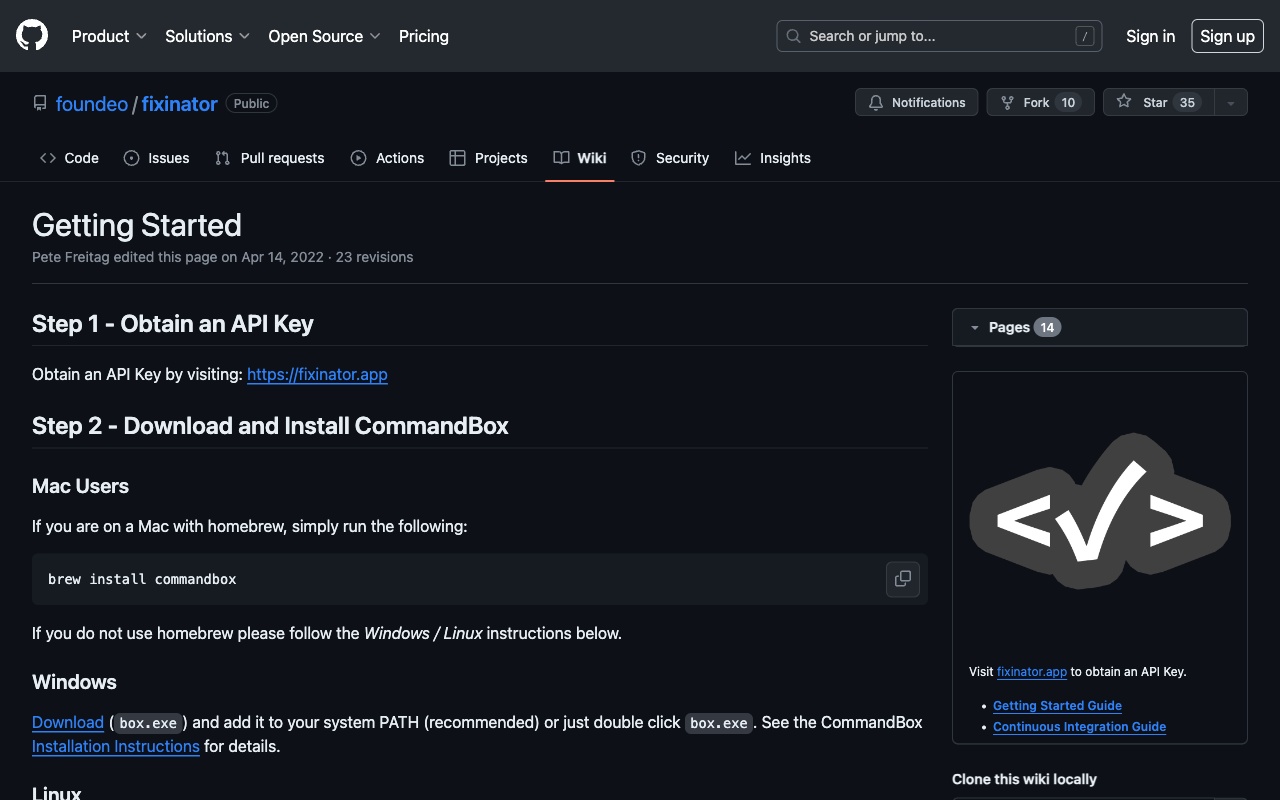 Product Solutions Open Source Pricing Search or jump to... / Sign in Sign up
foundeo / fixinator Public Notifications Fork 10 Star 35
Code Issues Pull requests Actions Projects Wiki Security Insights
Getting Started
Pete Freitag edited this page on Apr 14, 2022 · 23 revisions
Step 1 - Obtain an API Key
Obtain an API Key by visiting: https://fixinator.app
Step 2 - Download and Install CommandBox
Mac Users
If you are on a Mac with homebrew, simply run the following:
brew install commandbox
If you do not use homebrew please follow the Windows / Linux instructions below.
Windows
Download (box.exe) and add it to your system PATH (recommended) or just double click box.exe. See the CommandBox
Installation Instructions for details.
Linux
Pages 14
<✓>
Visit fixinator.app to obtain an API Key.
• Getting Started Guide
• Continuous Integration Guide
Clone this wiki locally